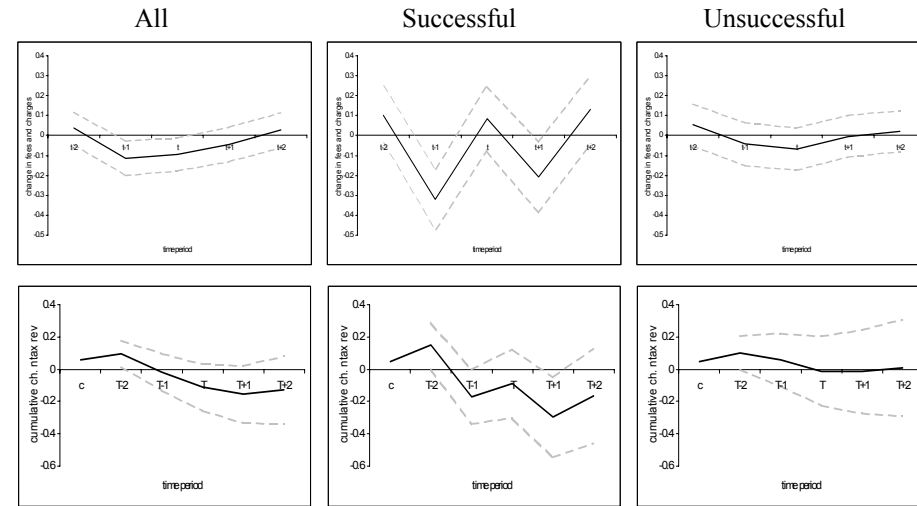 All
Successful
Unsuccessful
change in fees and charges
0.4
0.3
0.2
0.1
0
-0.1
-0.2
-0.3
-0.4
-0.5
t-2 t-1 t t+1 t+2
time period
change in fees and charges
0.4
0.3
0.2
0.1
0
-0.1
-0.2
-0.3
-0.4
-0.5
t-2 t-1 t t+1 t+2
time period
change in fees and charges
0.4
0.3
0.2
0.1
0
-0.1
-0.2
-0.3
-0.4
-0.5
t-2 t-1 t t+1 t+2
time period
cumulative ch. ntax rev
0.4
0.2
0
-0.2
-0.4
-0.6
c T-2 T-1 T T+1 T+2
time period
cumulative ch. ntax rev
0.4
0.2
0
-0.2
-0.4
-0.6
c T-2 T-1 T T+1 T+2
time period
cumulative ch. ntax rev
0.4
0.2
0
-0.2
-0.4
-0.6
c T-2 T-1 T T+1 T+2
time period